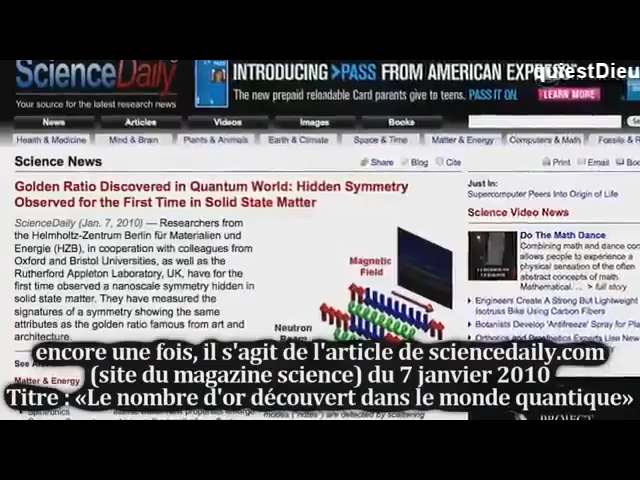 ScienceDaily
Your source for the latest research news
INTRODUCING >PASS FROM AMERICAN
The new prepaid reloadable Card parents give to teens. PASS IT ON.
LEARN MORE
quiestDieu
News Articles Videos Images Books
Health & Medicine Mind & Brain Plants & Animals Earth & Climate Space & Time Matter & Energy Computers & Math Fossils &
Science News
Share Blog Cite
Print Email
Golden Ratio Discovered in Quantum World: Hidden Symmetry
Observed for the First Time in Solid State Matter
ScienceDaily (Jan. 7, 2010) — Researchers from
the Helmholtz-Zentrum Berlin für Materialien und
Energie (HZB), in cooperation with colleagues from
Oxford and Bristol Universities, as well as the
Rutherford Appleton Laboratory, UK, have for the
first time observed a nanoscale symmetry hidden in
solid state matter. They have measured the
signatures of a symmetry showing the same
attributes as the golden ratio famous from art and
architecture.
Magnetic
Field
Neutron
Just In:
Supercomputer Peers Into Origin of Life
Science Video News
Do The Math Dance
Combining math and dance
allows people to experience a
physical sensation of the often
abstract concepts of math.
Mathematical... > full story
Engineers Create A Strong But Lightweight
Isotruss Bike Using Carbon Fibers
Botanists Develop 'Antifreeze' Spray for
Matter & Energy
encore une fois, il s'agit de l'article de sciencedaily.com
(site du magazine science) du 7 janvier 2010
Titre : «Le nombre d'or découvert dans le monde quantique»